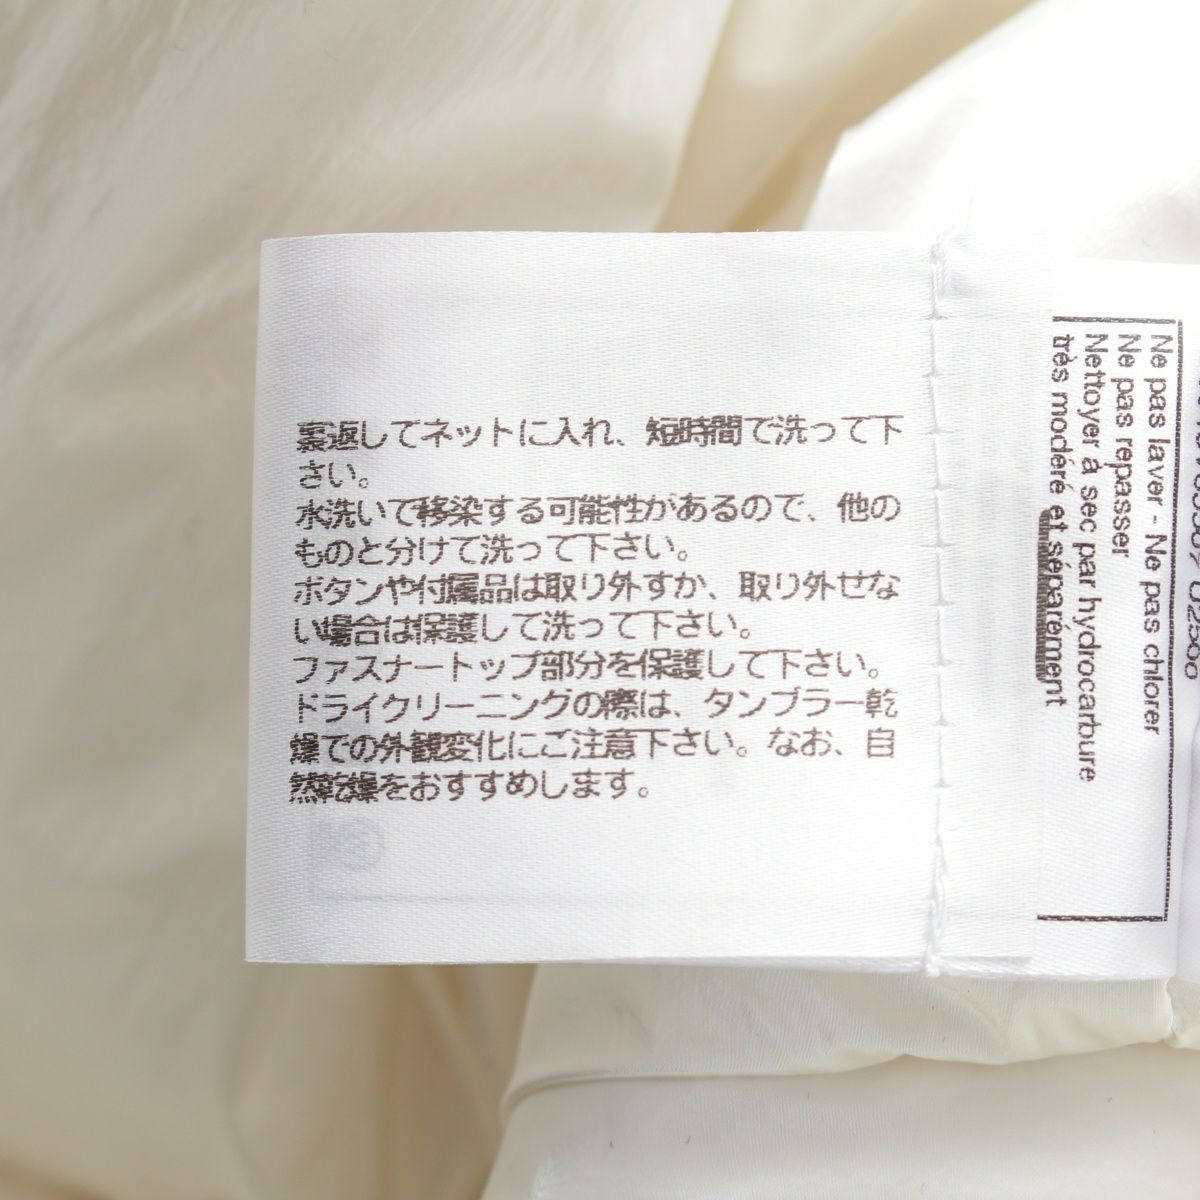 裏返してネットに入れ、短時間で洗って下
さい。
水洗いで移染する可能性があるので、他の
ものと分けて洗って下さい。
ボタンや付属品は取り外すか、取り外せな
い場合は保護して洗って下さい。
ファスナートップ部分を保護して下さい。
ドライクリーニングの際は、タンブラー乾
燥での外観変化にご注意下さい。なお、自
然乾燥をおすすめします。
Ne pas laver - Ne pas chlorer
Ne pas repasser
Nettoyer à sec par hydrocarbure
très modéré et séparément